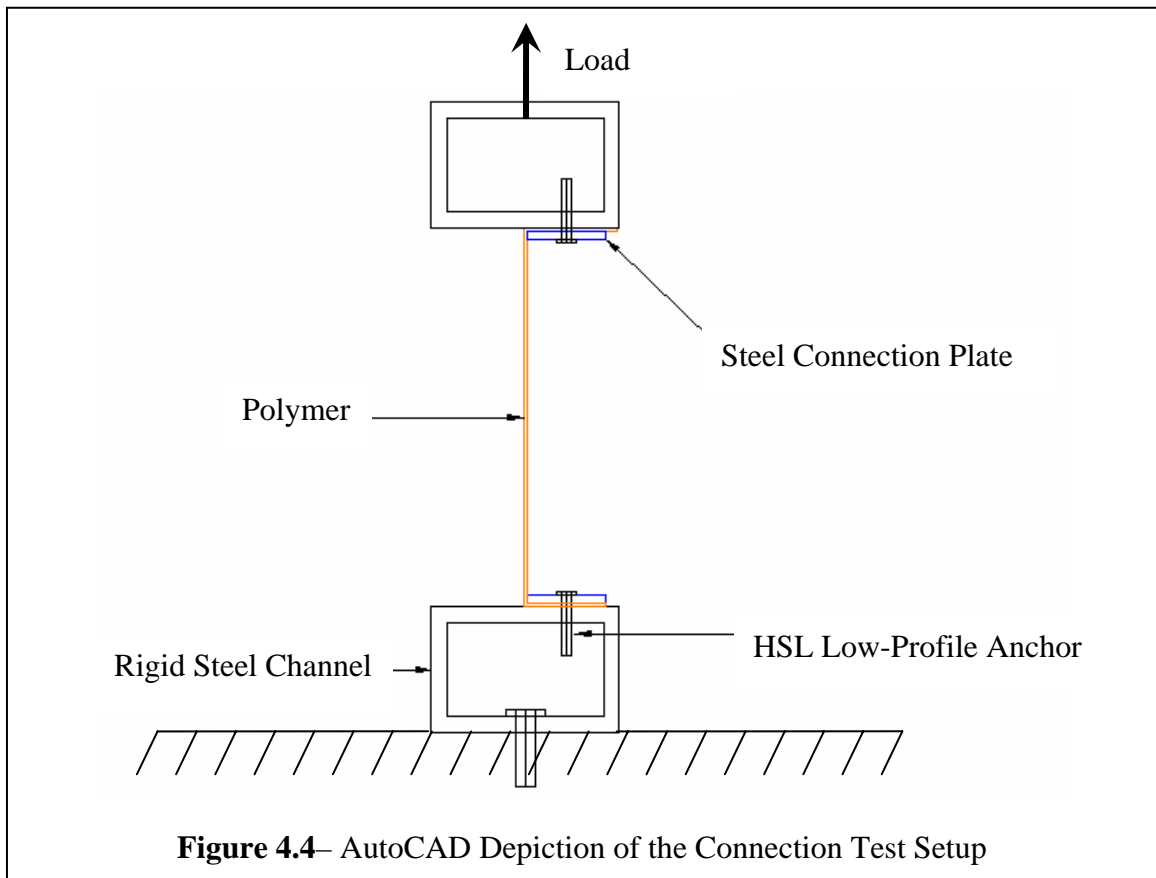 Load
Steel Connection Plate
Polymer
HSL Low-Profile Anchor
Rigid Steel Channel
Figure 4.4– AutoCAD Depiction of the Connection Test Setup